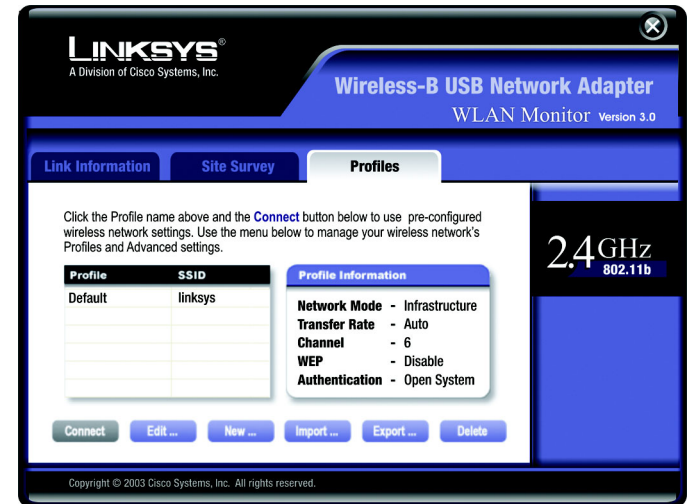 LINKSYS®
A Division of Cisco Systems, Inc.
Wireless-B USB Network Adapter
WLAN Monitor Version 3.0
Link Information Site Survey Profiles
Click the Profile name above and the Connect button below to use pre-configured
wireless network settings. Use the menu below to manage your wireless network's
Profiles and Advanced settings.
2.4GHz
802.11b
Profile SSID
Default linksys
Profile Information
Network Mode - Infrastructure
Transfer Rate - Auto
Channel - 6
WEP - Disable
Authentication - Open System
Connect Edit ... New ... Import ... Export ... Delete
Copyright © 2003 Cisco Systems, Inc. All rights reserved.